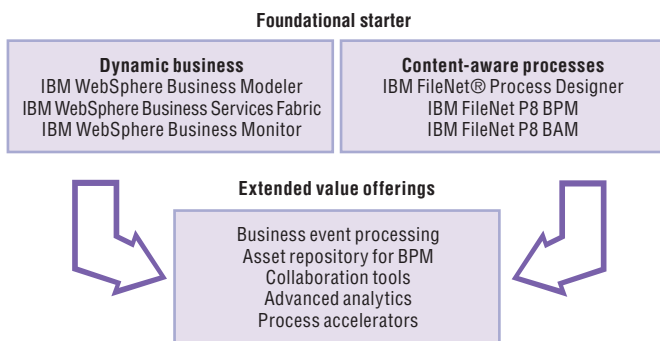 Foundational starter
Dynamic business
IBM WebSphere Business Modeler
IBM WebSphere Business Services Fabric
IBM WebSphere Business Monitor
Content-aware processes
IBM FileNet® Process Designer
IBM FileNet P8 BPM
IBM FileNet P8 BAM
Extended value offerings
Business event processing
Asset repository for BPM
Collaboration tools
Advanced analytics
Process accelerators